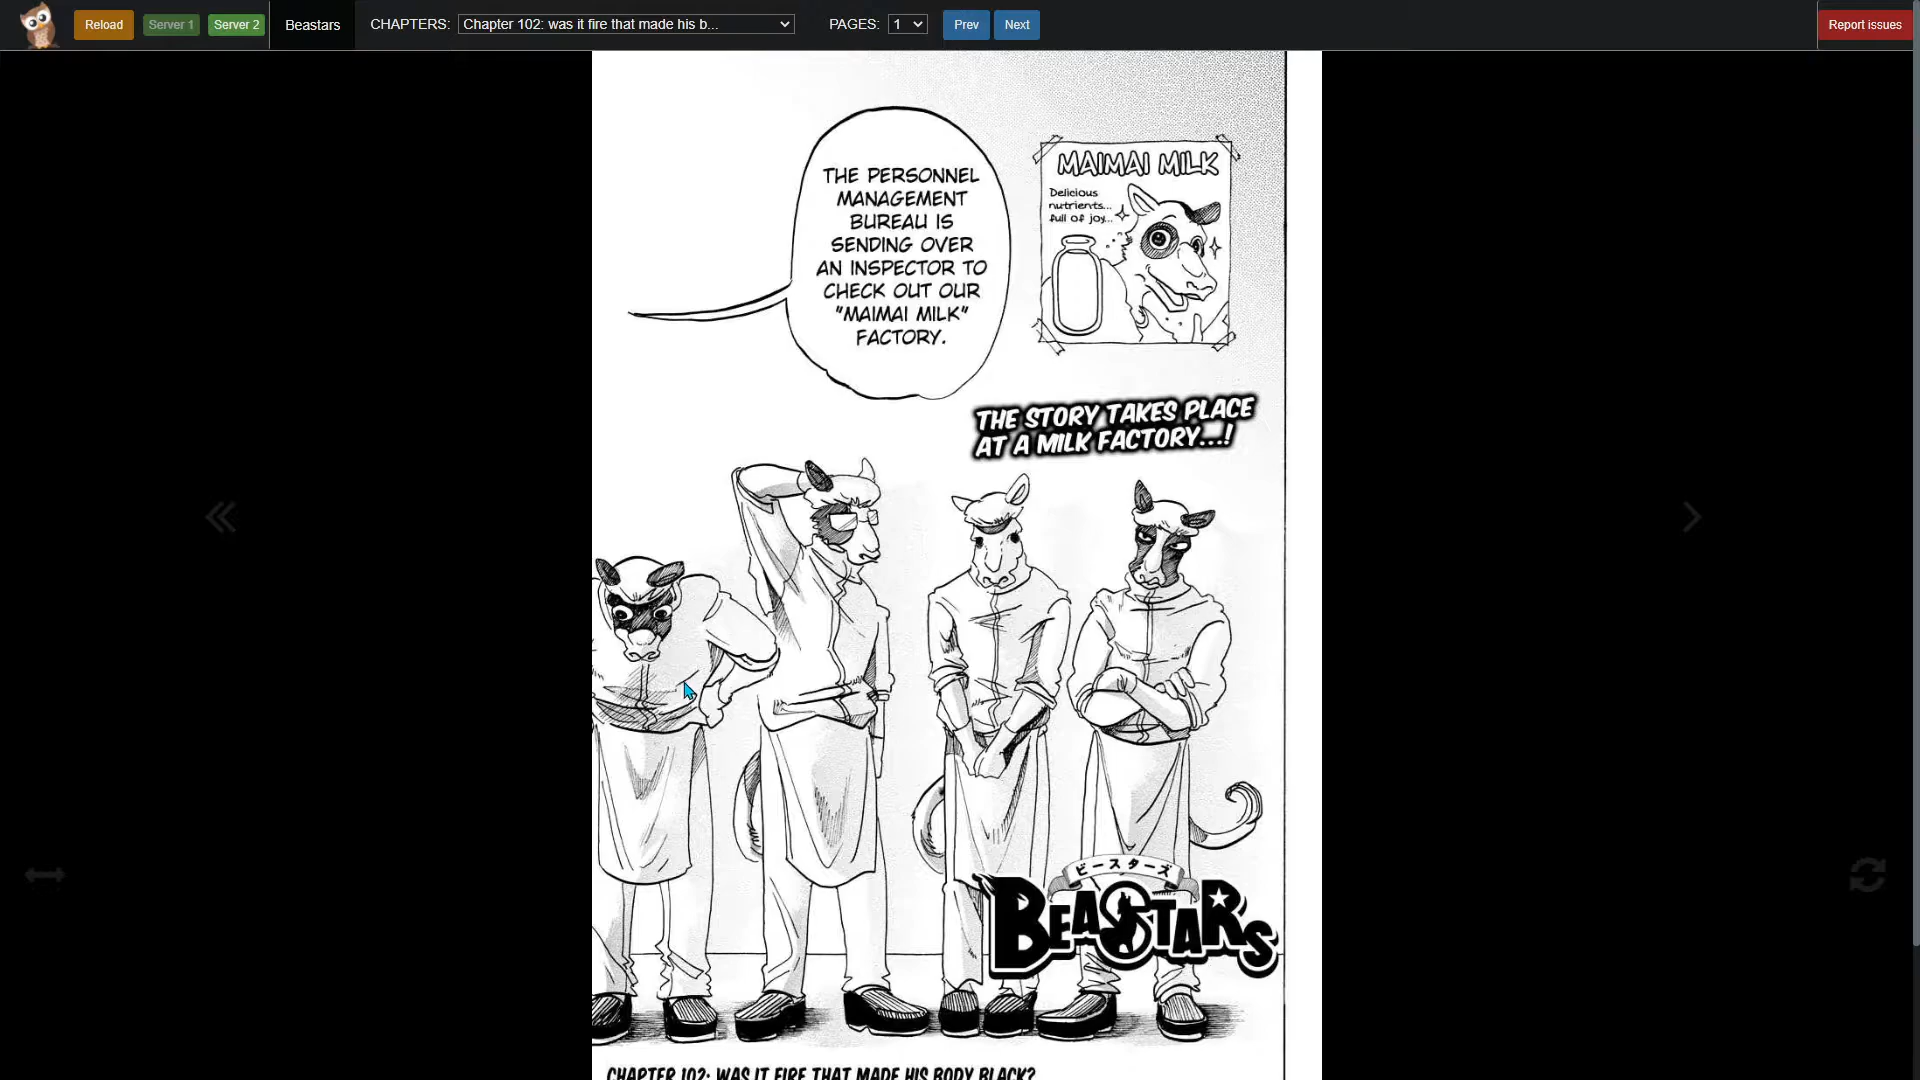 Reload
Server 1
Server 2
Beastars
CHAPTERS:
Chapter 102: was it fire that made his b...
PAGES:
1
Prev
Next
Report issues
THE PERSONNEL
MANAGEMENT
BUREAU IS
SENDING OVER
AN INSPECTOR TO
CHECK OUT OUR
"MAIMAI MILK"
FACTORY.
MAIMAI MILK
Delicious
nutrients...
full of joy...
THE STORY TAKES PLACE
AT A MILK FACTORY...!
ビースターズ
BEASTARS
CHAPTER 102: WAS IT FIRE THAT MADE HIS BODY BLACK?